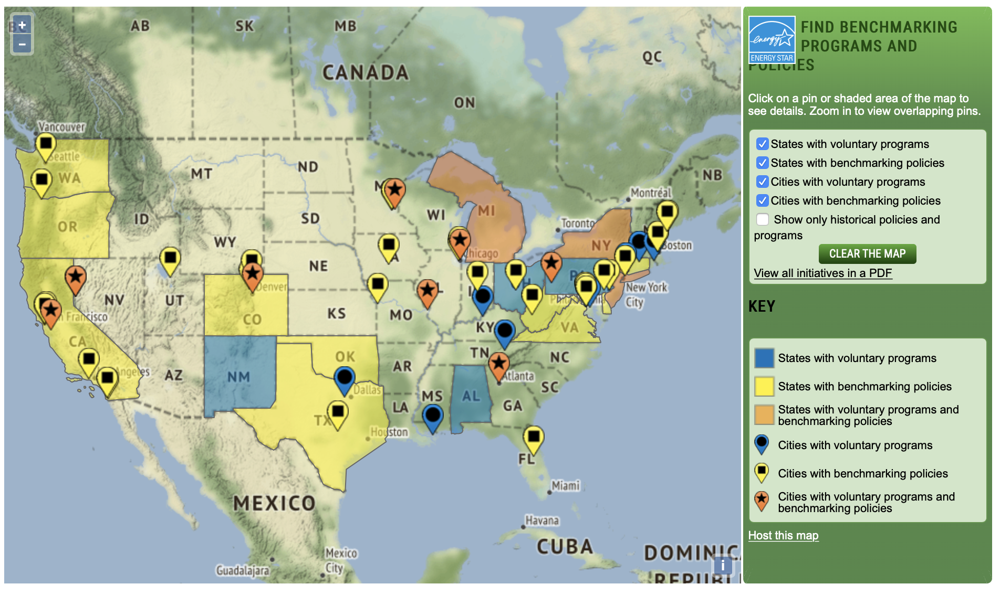 +
−
BC
AB
SK
MB
CANADA
QC
ON
NB
Vancouver
Seattle
WA
MT
ND
Montréal
OR
ID
SD
WI
MI
Toronto
NY
Boston
WY
Chicago
NE
Denver
New York
City
NV
UT
CO
KS
MO
KY
VA
CA
OK
TN
NC
AZ
NM
AR
Atlanta
SC
Dallas
MS
AL
GA
LA
TX
Houston
FL
Miami
MEXICO
Havana
CUBA
Mexico
City
Guadalajara
i
energy
ENERGY STAR
FIND BENCHMARKING
PROGRAMS AND
POLICIES
Click on a pin or shaded area of the map to
see details. Zoom in to view overlapping pins.
States with voluntary programs
States with benchmarking policies
Cities with voluntary programs
Cities with benchmarking policies
Show only historical policies and
programs
CLEAR THE MAP
View all initiatives in a PDF
KEY
States with voluntary programs
States with benchmarking policies
States with voluntary programs and
benchmarking policies
Cities with voluntary programs
Cities with benchmarking policies
Cities with voluntary programs and
benchmarking policies
Host this map